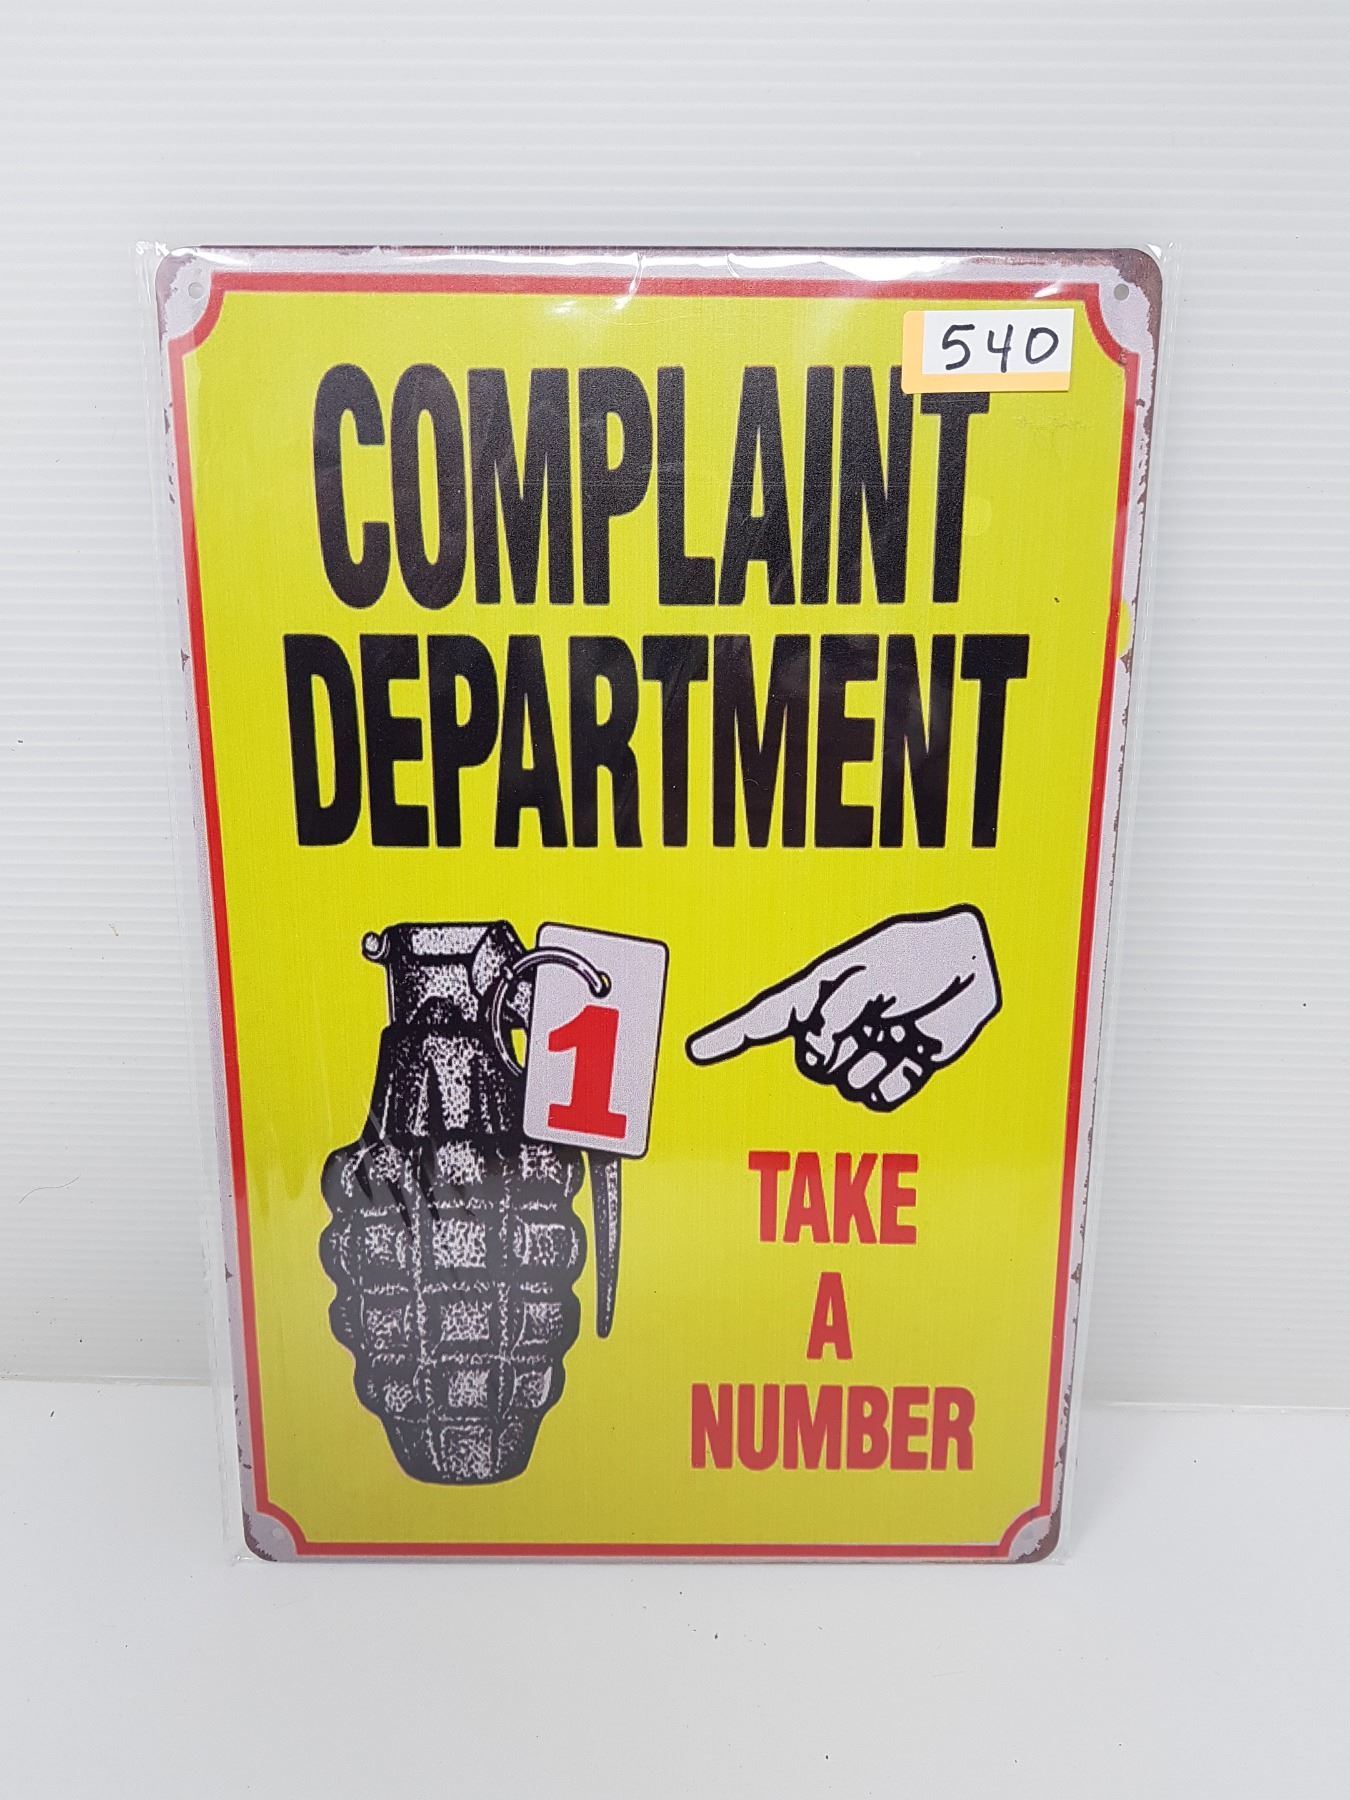 540
COMPLAINT
DEPARTMENT
1
TAKE
A
NUMBER